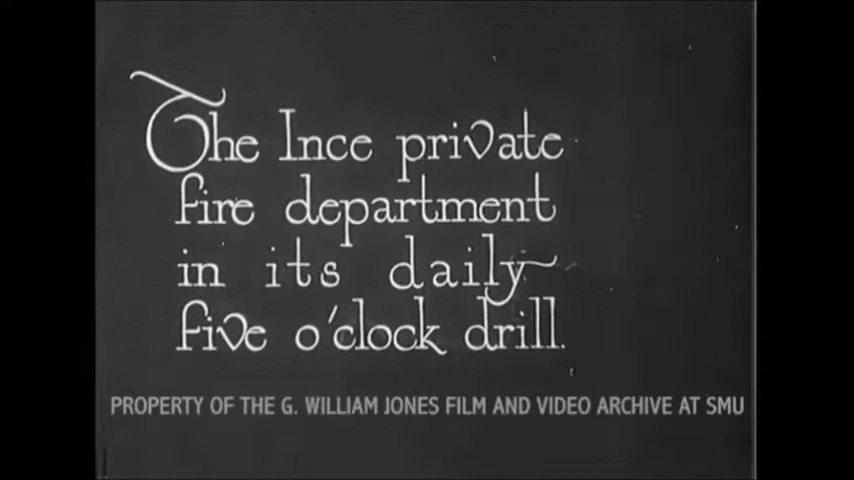 The Ince private
fire department
in its daily
five o'clock drill.
PROPERTY OF THE G. WILLIAM JONES FILM AND VIDEO ARCHIVE AT SMU